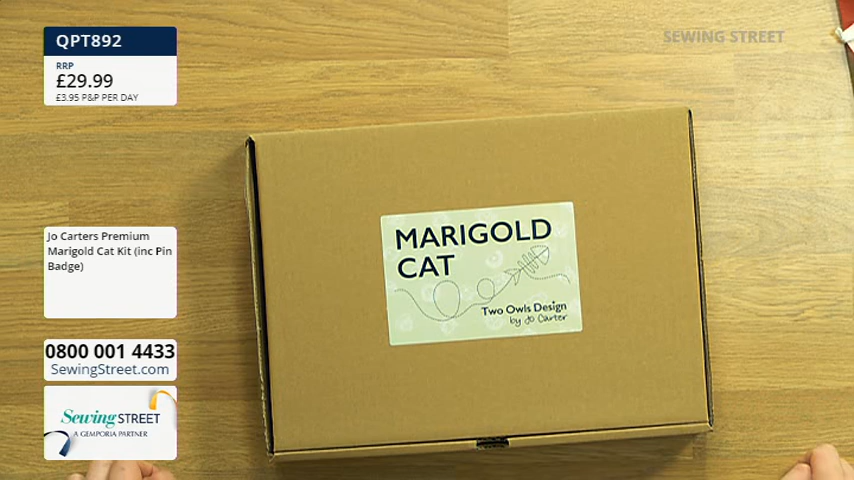 QPT892
RRP
£29.99
£3.95 P&P PER DAY
SEWING STREET
Jo Carters Premium
Marigold Cat Kit (inc Pin
Badge)
0800 001 4433
SewingStreet.com
Sewing STREET
A GEMPORIA PARTNER
MARIGOLD
CAT
Two Owls Design
by Jo Carter